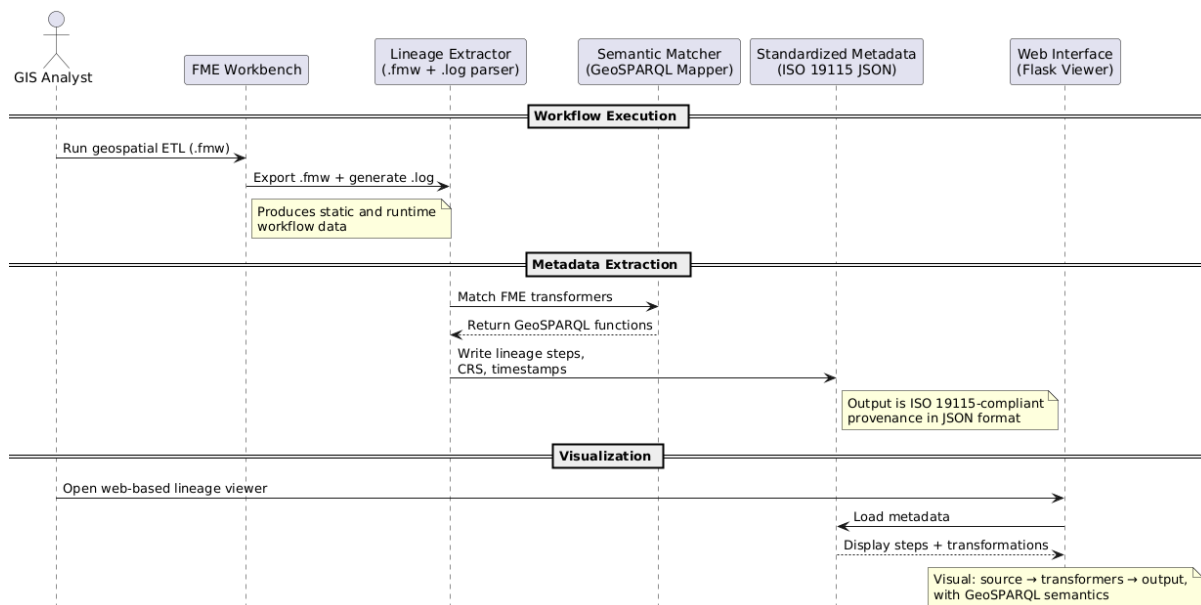 GIS Analyst
FME Workbench
Lineage Extractor
(.fmw + .log parser)
Semantic Matcher
(GeoSPARQL Mapper)
Standardized Metadata
(ISO 19115 JSON)
Web Interface
(Flask Viewer)
Workflow Execution
Run geospatial ETL (.fmw)
Export .fmw + generate .log
Produces static and runtime
workflow data
Metadata Extraction
Match FME transformers
Return GeoSPARQL functions
Write lineage steps,
CRS, timestamps
Output is ISO 19115-compliant
provenance in JSON format
Visualization
Open web-based lineage viewer
Load metadata
Display steps + transformations
Visual: source → transformers → output,
with GeoSPARQL semantics